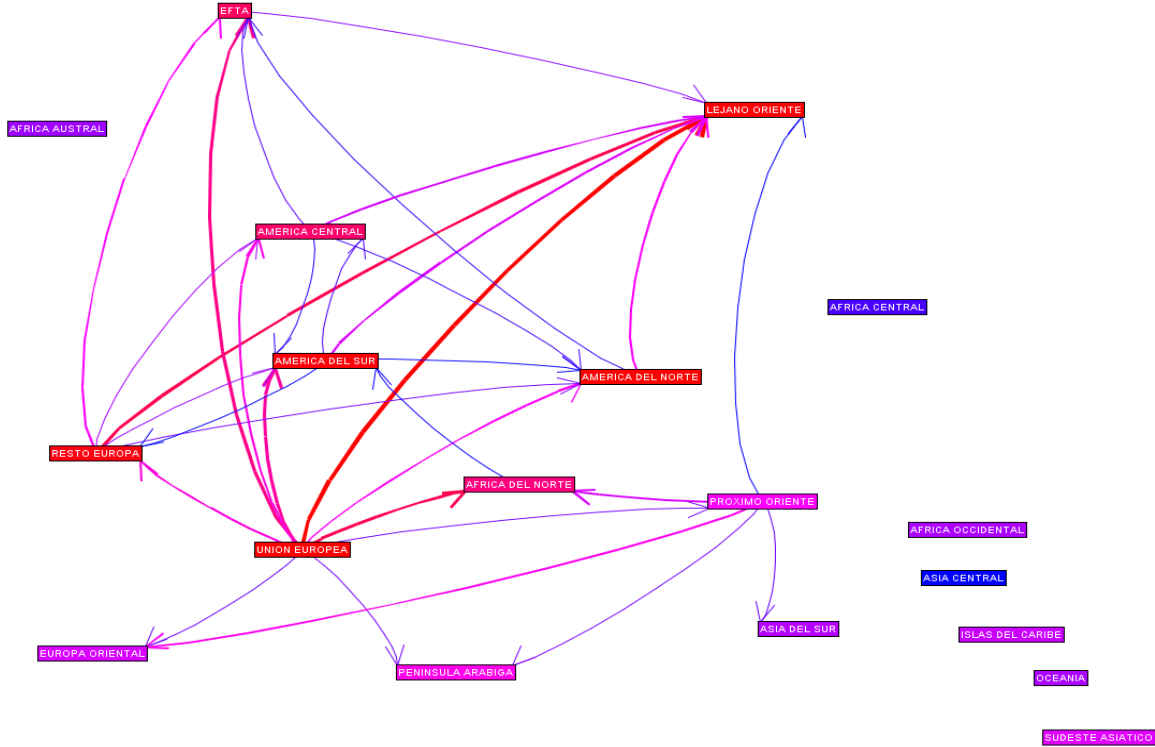 EFTA
LEJANO ORIENTE
AFRICA AUSTRAL
AMERICA CENTRAL
AFRICA CENTRAL
AMERICA DEL SUR
AMERICA DEL NORTE
RESTO EUROPA
AFRICA DEL NORTE
PROXIMO ORIENTE
AFRICA OCCIDENTAL
UNION EUROPEA
ASIA CENTRAL
ASIA DEL SUR
ISLAS DEL CARIBE
EUROPA ORIENTAL
PENINSULA ARABIGA
OCEANIA
SUDESTE ASIATICO